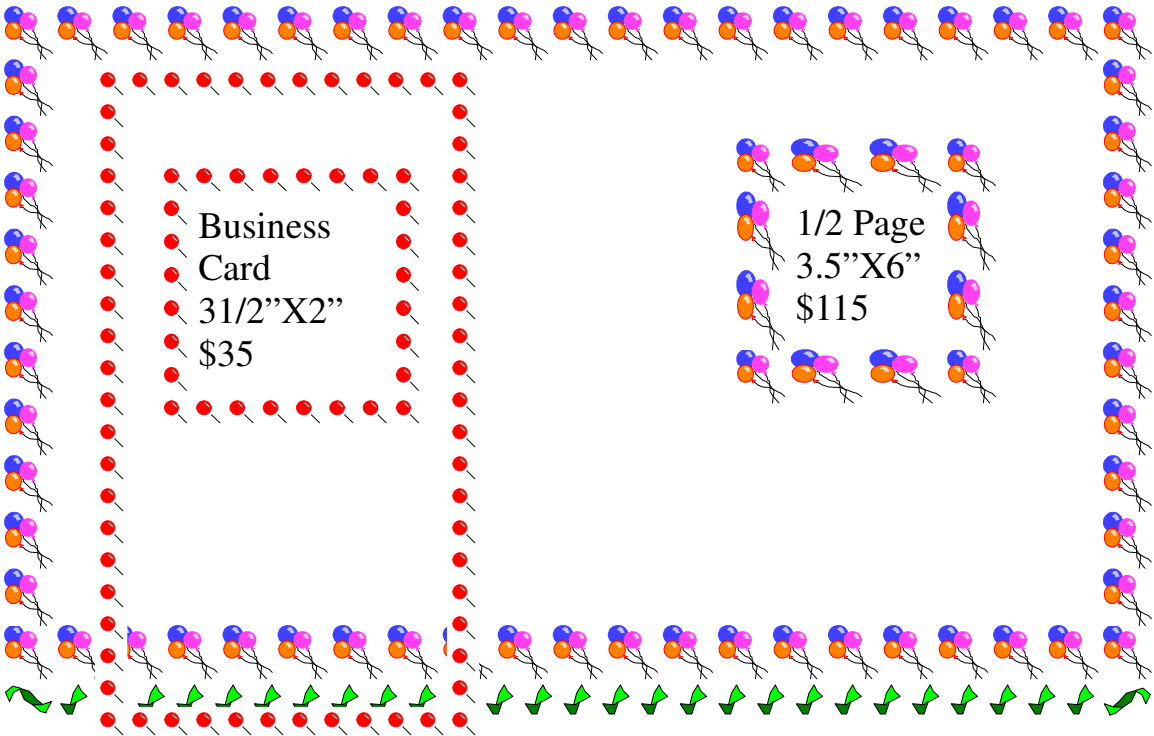 Business
Card
31/2”X2”
$35
1/2 Page
3.5”X6”
$115